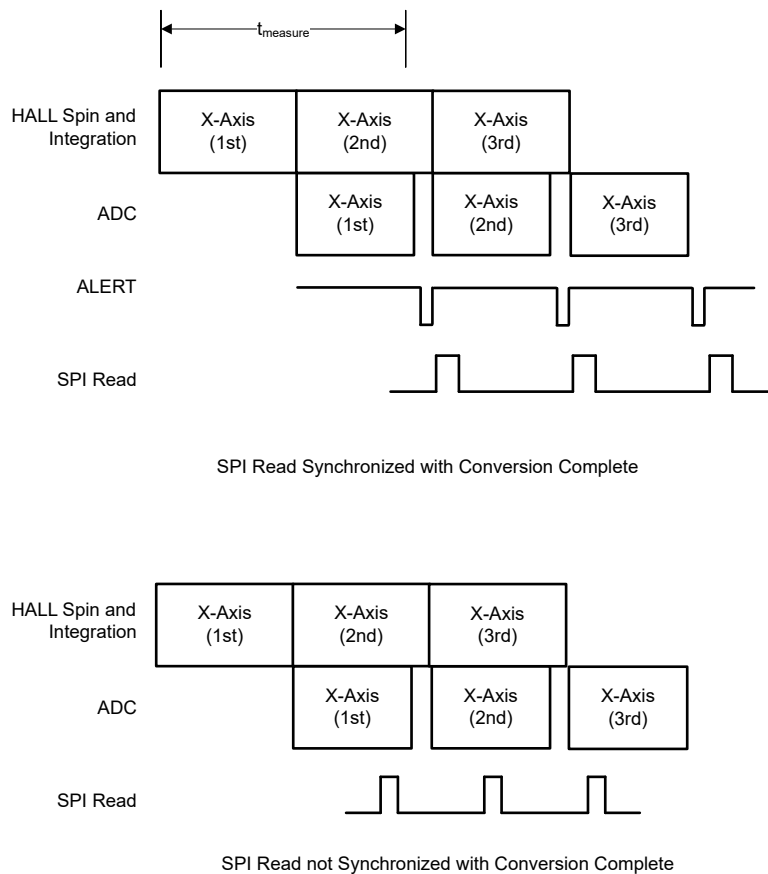 tmeasure
HALL Spin and
Integration
X-Axis
(1st)
X-Axis
(2nd)
X-Axis
(3rd)
ADC
X-Axis
(1st)
X-Axis
(2nd)
X-Axis
(3rd)
ALERT
SPI Read
SPI Read Synchronized with Conversion Complete
HALL Spin and
Integration
X-Axis
(1st)
X-Axis
(2nd)
X-Axis
(3rd)
ADC
X-Axis
(1st)
X-Axis
(2nd)
X-Axis
(3rd)
SPI Read
SPI Read not Synchronized with Conversion Complete